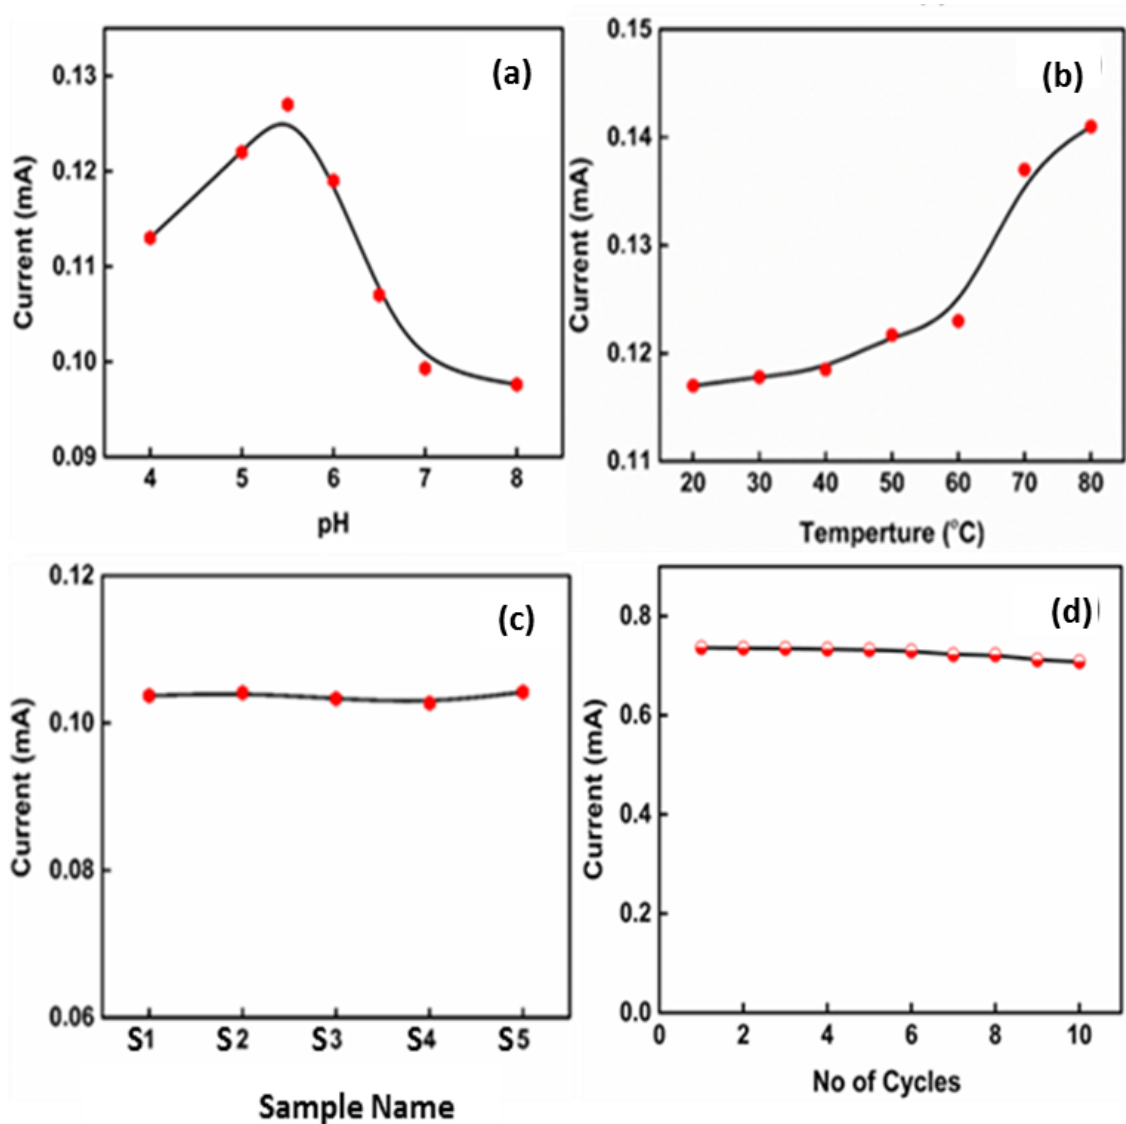 (a)
0.13
0.12
0.11
0.10
0.09
Current (mA)
4 5 6 7 8
pH
(b)
0.15
0.14
0.13
0.12
0.11
Current (mA)
20 30 40 50 60 70 80
Temperture (°C)
(c)
0.12
0.10
0.08
0.06
Current (mA)
S1 S2 S3 S4 S5
Sample Name
(d)
0.8
0.6
0.4
0.2
0.0
Current (mA)
0 2 4 6 8 10
No of Cycles